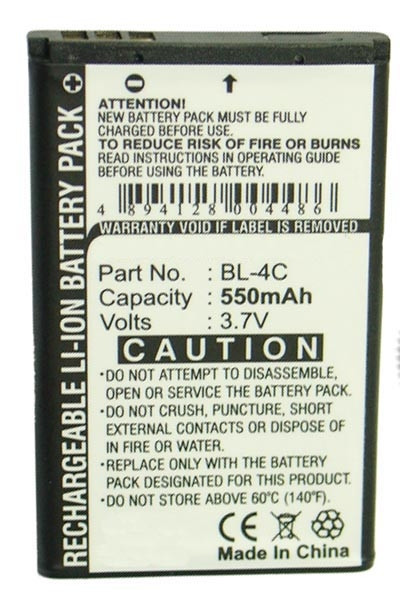 RECHARGEABLE LI-ION BATTERY PACK
ATTENTION!
NEW BATTERY PACK MUST BE FULLY
CHARGED BEFORE USE.
TO REDUCE RISK OF FIRE OR BURNS
READ INSTRUCTIONS IN OPERATING GUIDE
BEFORE USING THE BATTERY.
4 894128 004486
WARRANTY VOID IF LABEL IS REMOVED
Part No. : BL-4C
Capacity : 550mAh
Volts : 3.7V
CAUTION
•DO NOT ATTEMPT TO DISASSEMBLE,
OPEN OR SERVICE THE BATTERY PACK.
•DO NOT CRUSH, PUNCTURE, SHORT
EXTERNAL CONTACTS OR DISPOSE OF
IN FIRE OR WATER.
•REPLACE ONLY WITH THE BATTERY
PACK DESIGNATED FOR THIS PRODUCT.
•DO NOT STORE ABOVE 60°C (140°F).
CE
Made In China